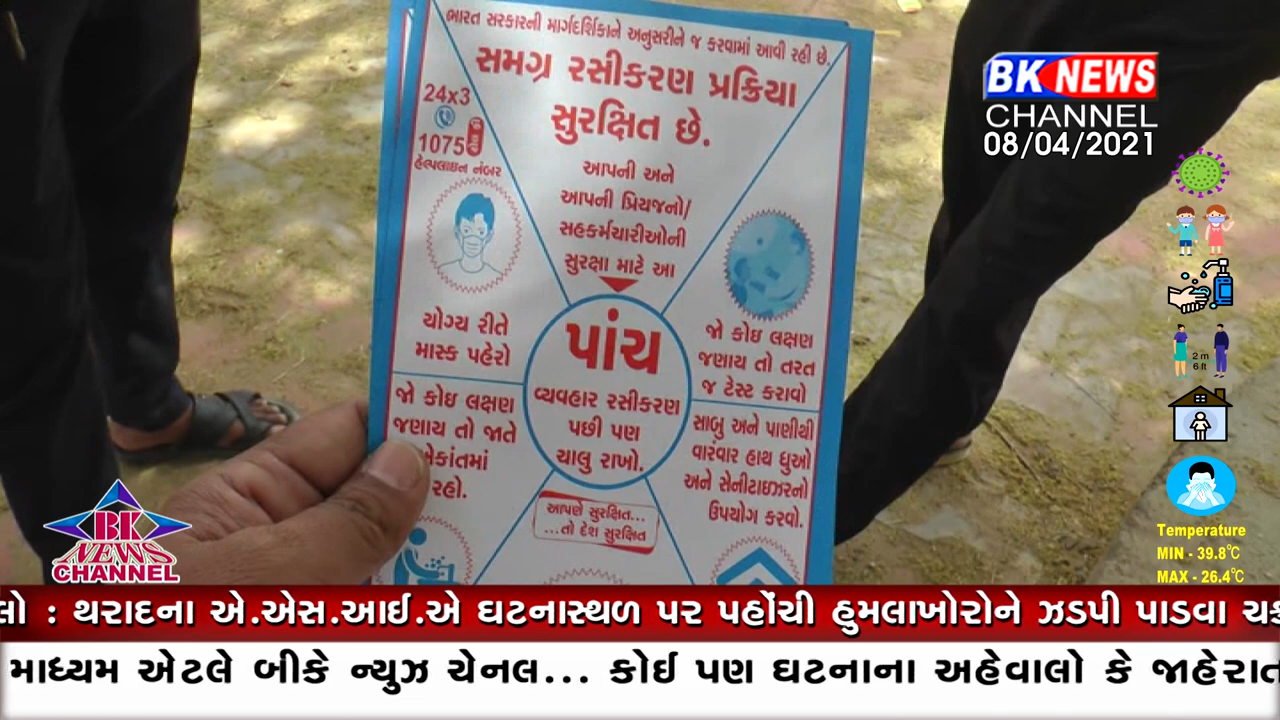 ભારત સરકારની માર્ગદર્શિકાને અનુસરીને જ કરવામાં આવી રહી છે.
સમગ્ર રસીકરણ પ્રક્રિયા
સુરક્ષિત છે.
24x3
1075
હેલ્પલાઇન નંબર
આપની અને
આપની પ્રિયજનો/
સહકર્મચારીઓની
સુરક્ષા માટે આ
યોગ્ય રીતે
માસ્ક પહેરો
પાંચ
વ્યવહાર રસીકરણ
પછી પણ
ચાલુ રાખો.
જો કોઇ લક્ષણ
જણાય તો તરત
જ ટેસ્ટ કરાવો
જો કોઇ લક્ષણ
જણાય તો જાતે
રહો.
સાબુ અને પાણીથી
વારંવાર હાથ ધુઓ
અને સેનીટાઇઝરનો
ઉપયોગ કરવો.
આપણે સુરક્ષિત...
...તો દેશ સુરક્ષિત
BK NEWS
CHANNEL
08/04/2021
2 m
6 ft
Temperature
MIN - 39.8℃
MAX - 26.4℃
BK
NEWS
CHANNEL
લો : થરાદના એ.એસ.આઈ.એ ઘટનાસ્થળ પર પહોંચી હુમલાખોરોને ઝડપી પાડવા
માધ્યમ એટલે બીકે ન્યુઝ ચેનલ... કોઈ પણ ઘટનાના અહેવાલો કે જાહેરાત